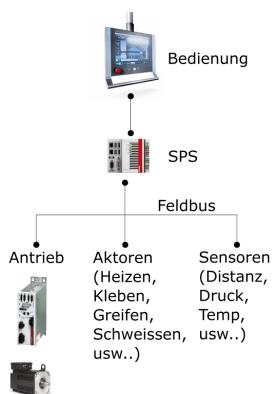 Bedienung
SPS
Feldbus
Antrieb
Aktoren
(Heizen,
Kleben,
Greifen,
Schweissen,
usw..)
Sensoren
(Distanz,
Druck,
Temp,
usw..)